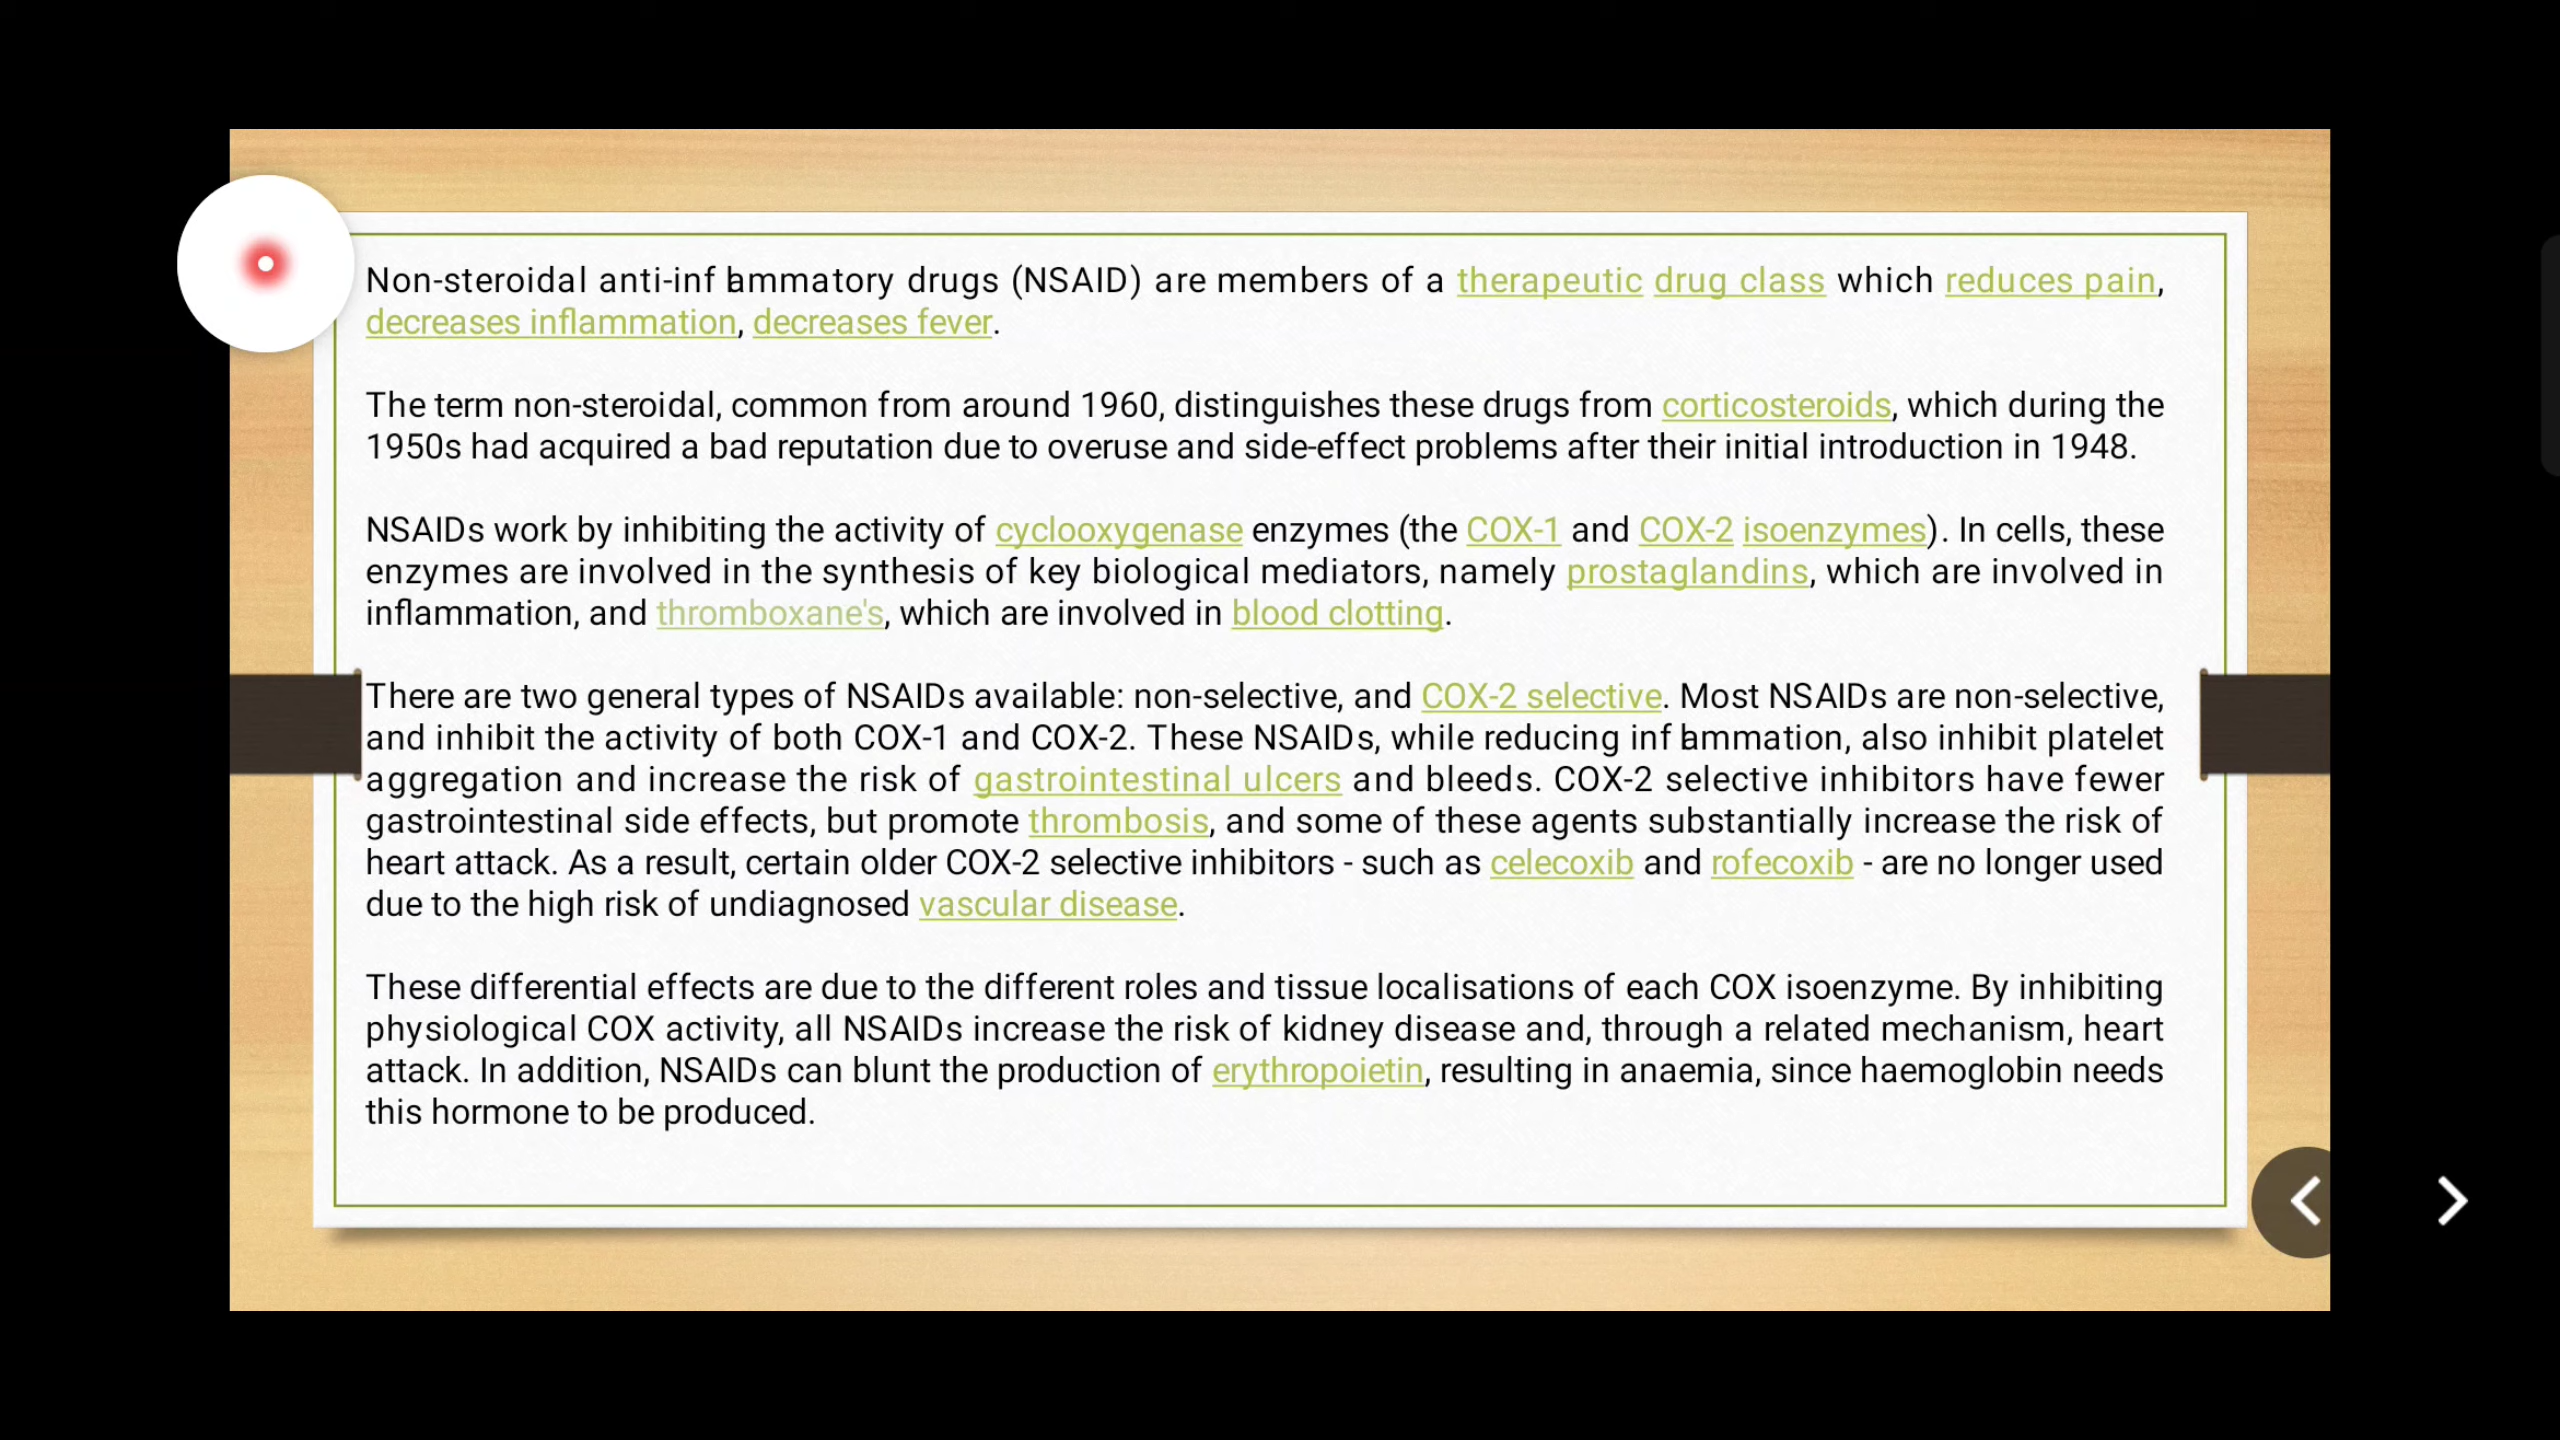 Non-steroidal anti-inflammatory drugs (NSAID) are members of a therapeutic drug class which reduces pain,
decreases inflammation, decreases fever.
The term non-steroidal, common from around 1960, distinguishes these drugs from corticosteroids, which during the
1950s had acquired a bad reputation due to overuse and side-effect problems after their initial introduction in 1948.
NSAIDs work by inhibiting the activity of cyclooxygenase enzymes (the COX-1 and COX-2 isoenzymes). In cells, these
enzymes are involved in the synthesis of key biological mediators, namely prostaglandins, which are involved in
inflammation, and thromboxane's, which are involved in blood clotting.
There are two general types of NSAIDs available: non-selective, and COX-2 selective. Most NSAIDs are non-selective,
and inhibit the activity of both COX-1 and COX-2. These NSAIDs, while reducing inflammation, also inhibit platelet
aggregation and increase the risk of gastrointestinal ulcers and bleeds. COX-2 selective inhibitors have fewer
gastrointestinal side effects, but promote thrombosis, and some of these agents substantially increase the risk of
heart attack. As a result, certain older COX-2 selective inhibitors - such as celecoxib and rofecoxib - are no longer used
due to the high risk of undiagnosed vascular disease.
These differential effects are due to the different roles and tissue localisations of each COX isoenzyme. By inhibiting
physiological COX activity, all NSAIDs increase the risk of kidney disease and, through a related mechanism, heart
attack. In addition, NSAIDs can blunt the production of erythropoietin, resulting in anaemia, since haemoglobin needs
this hormone to be produced.